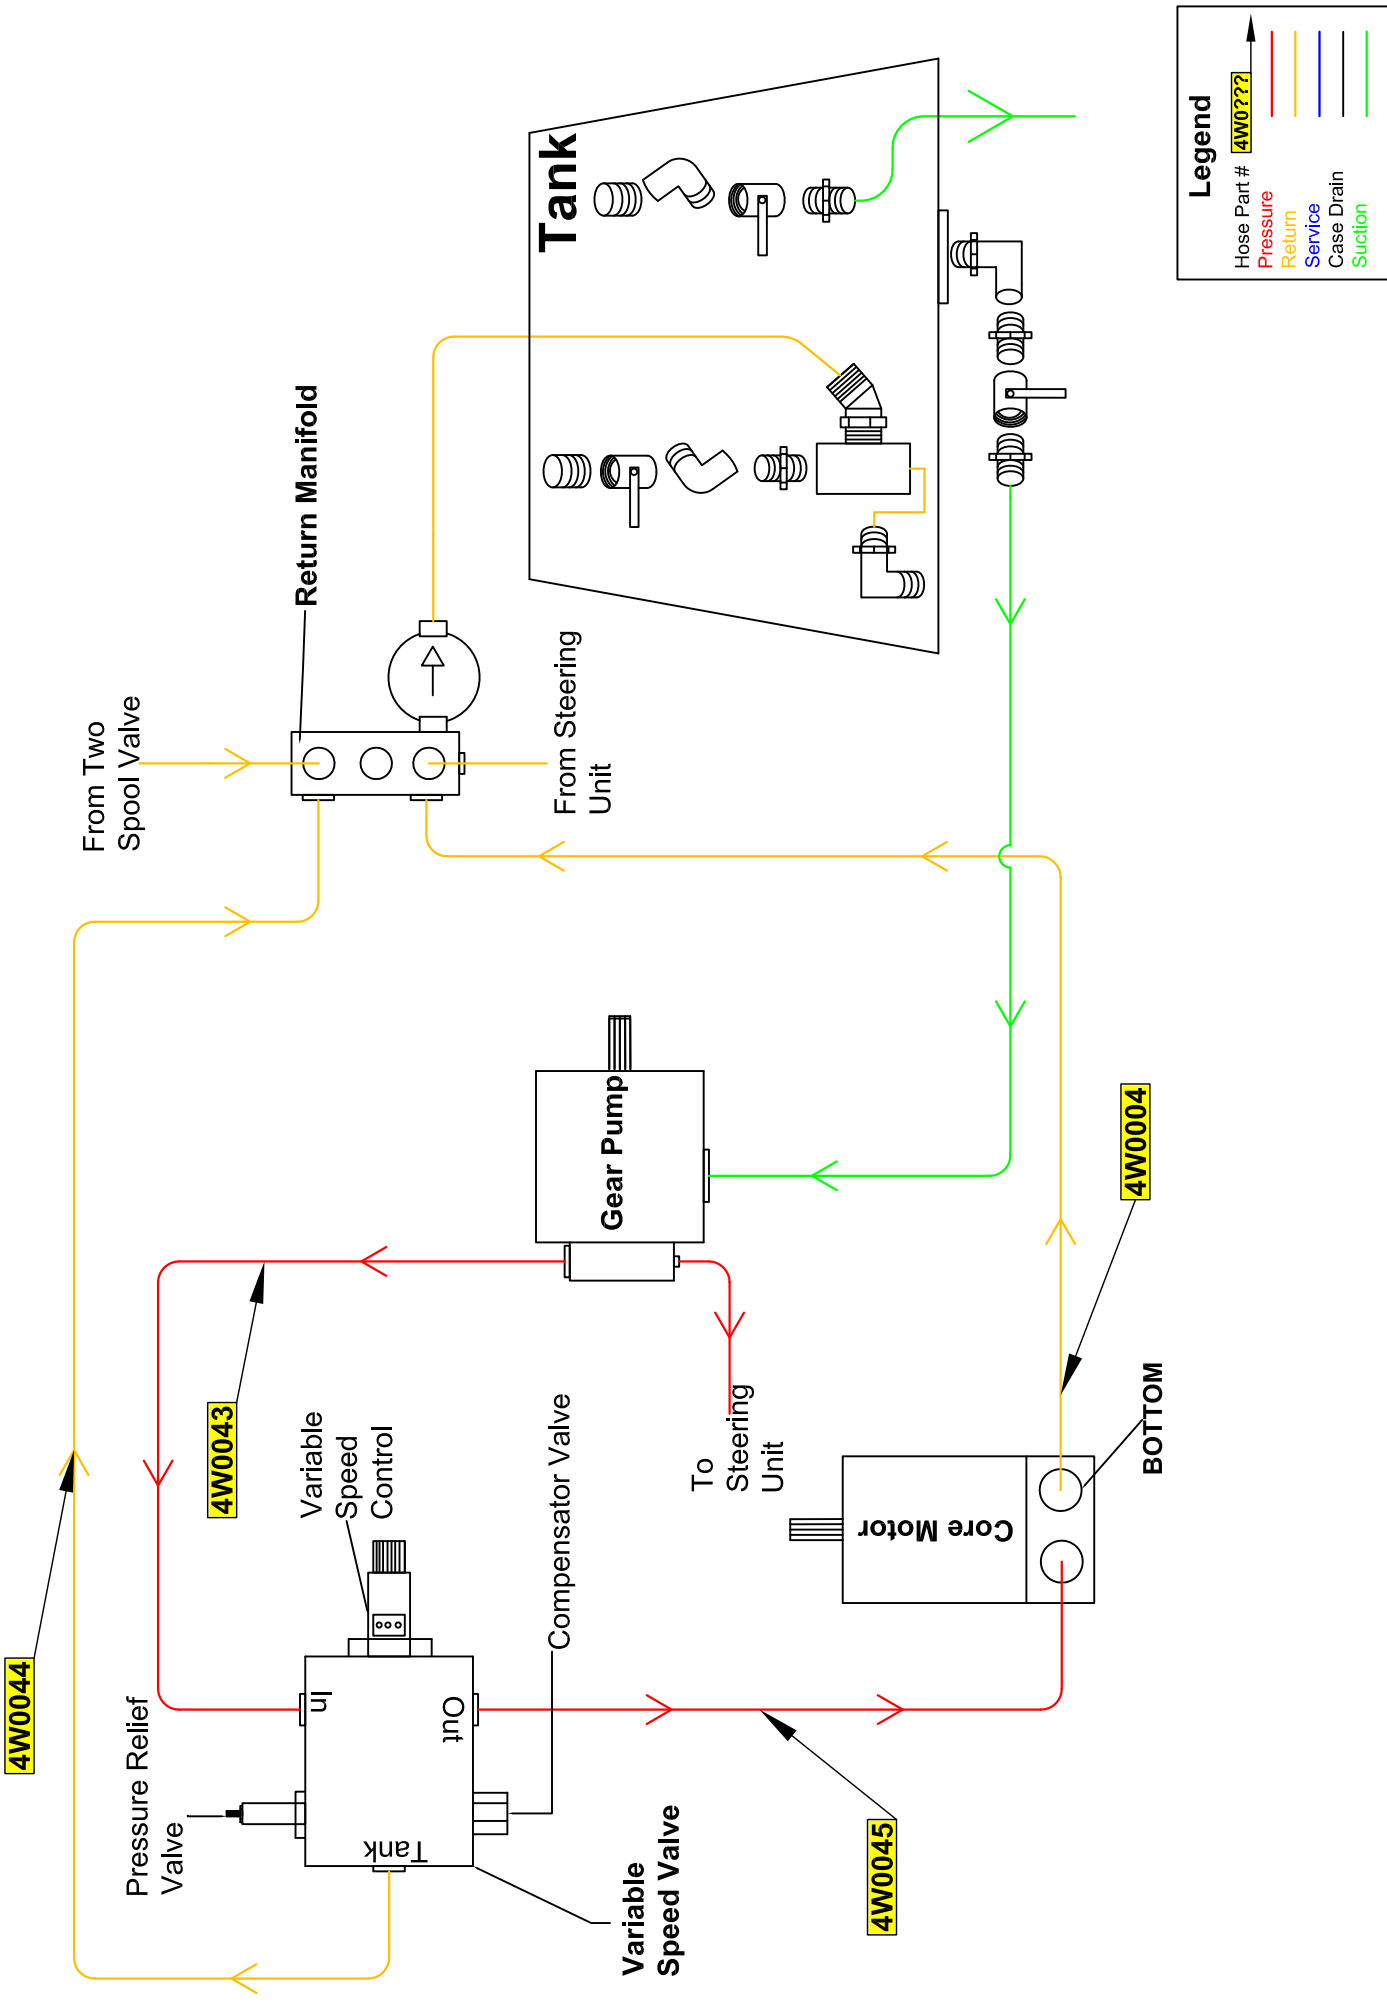 4W0044
Pressure Relief
Valve
4W0043
Variable
Speed
Control
In
Out
Tank
Compensator Valve
Variable
Speed Valve
4W0045
From Two
Spool Valve
Return Manifold
From Steering
Unit
Gear Pump
To
Steering
Unit
Core Motor
BOTTOM
4W0004
Tank
Legend
Hose Part # 4W0???
Pressure
Return
Service
Case Drain
Suction